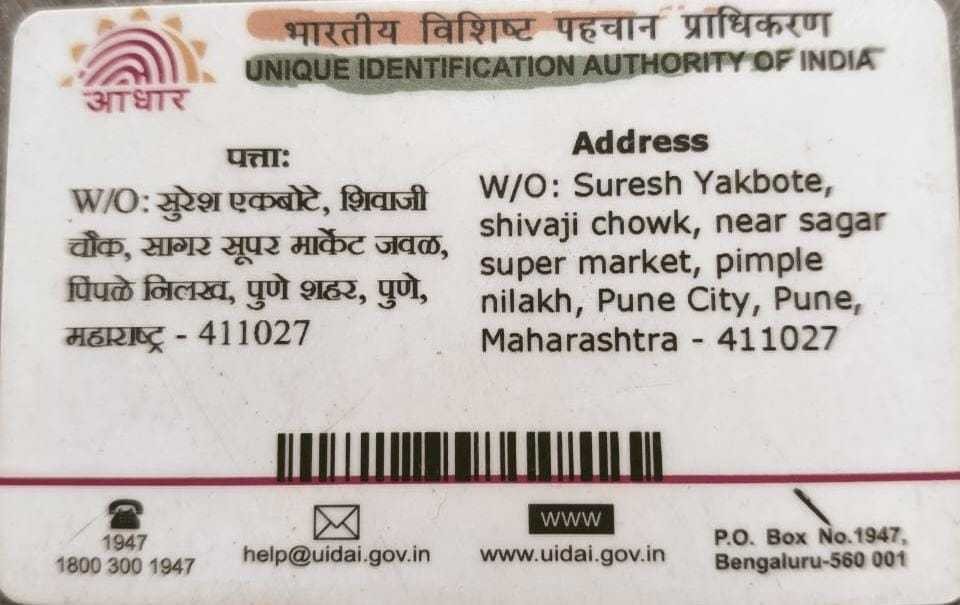 भारतीय विशिष्ट पहचान प्राधिकरण
UNIQUE IDENTIFICATION AUTHORITY OF INDIA
आधार
पत्ता:
W/O: सुरेश एकबोटे, शिवाजी
चौक, सागर सूपर मार्केट जवळ,
पिंपळे निलख, पुणे शहर, पुणे,
महाराष्ट्र - 411027
Address
W/O: Suresh Yakbote,
shivaji chowk, near sagar
super market, pimple
nilakh, Pune City, Pune,
Maharashtra - 411027
1947
1800 300 1947
help@uidai.gov.in
WWW
www.uidai.gov.in
P.O. Box No.1947,
Bengaluru-560 001